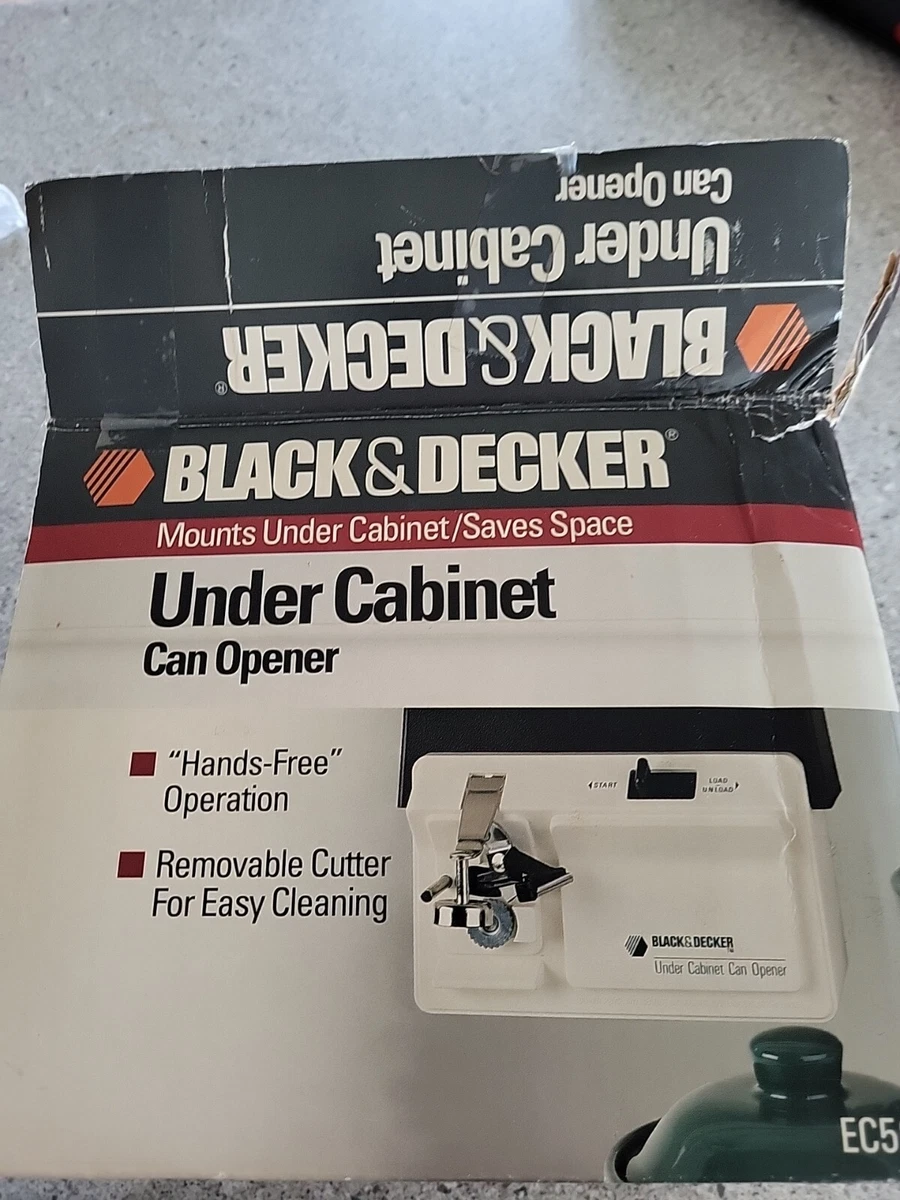 Can Opener
Under Cabinet
BLACK&DECKER®
BLACK&DECKER®
Mounts Under Cabinet/Saves Space
Under Cabinet
Can Opener
"Hands-Free"
Operation
Removable Cutter
For Easy Cleaning
START
LOAD
UNLOAD
BLACK&DECKER™
Under Cabinet Can Opener